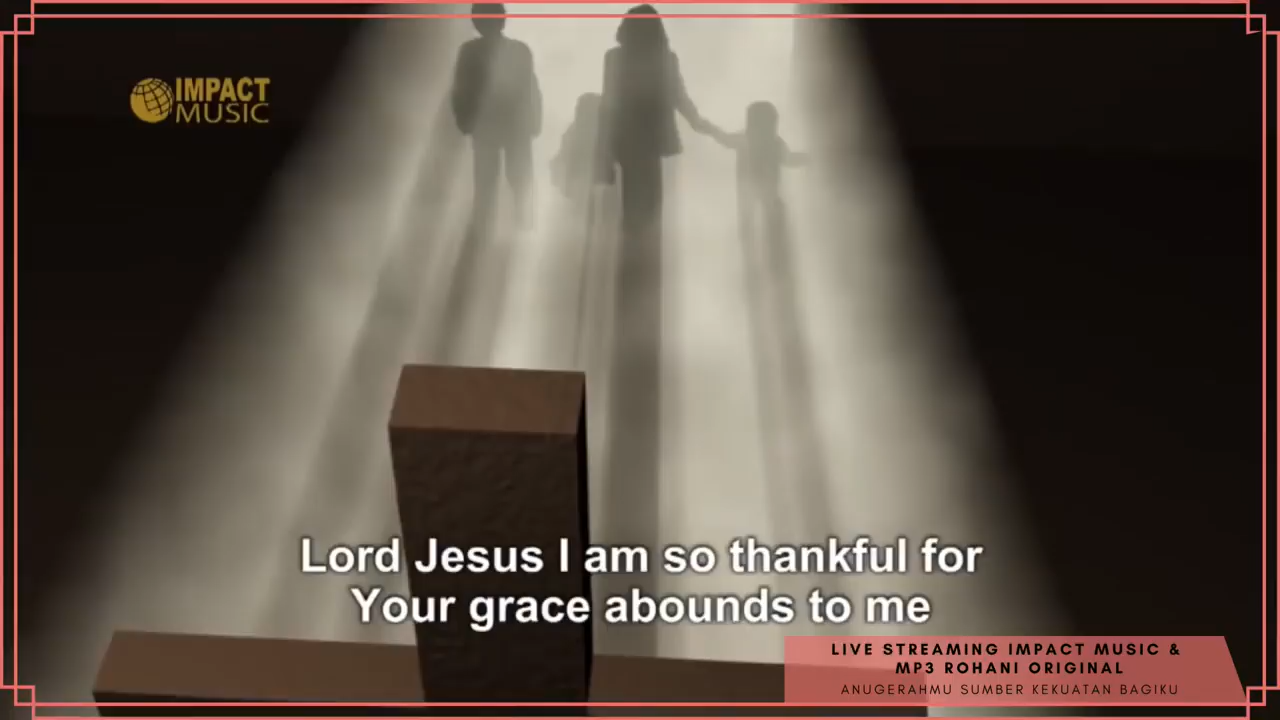 IMPACT
MUSIC
Lord Jesus I am so thankful for
Your grace abounds to me
LIVE STREAMING IMPACT MUSIC &
MP3 ROHANI ORIGINAL
ANUGERAHMU SUMBER KEKUATAN BAGIKU